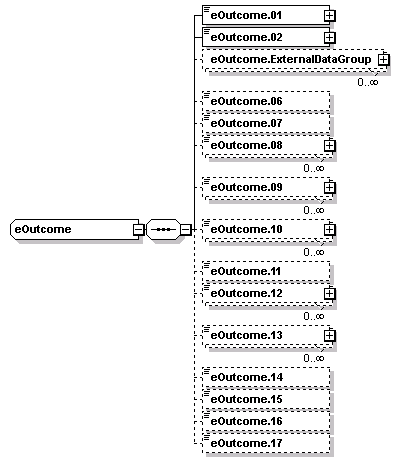 eOutcome.01
eOutcome.02
eOutcome.ExternalDataGroup
0..∞
eOutcome.06
eOutcome.07
eOutcome.08
0..∞
eOutcome.09
0..∞
eOutcome
eOutcome.10
0..∞
eOutcome.11
eOutcome.12
0..∞
eOutcome.13
0..∞
eOutcome.14
eOutcome.15
eOutcome.16
eOutcome.17